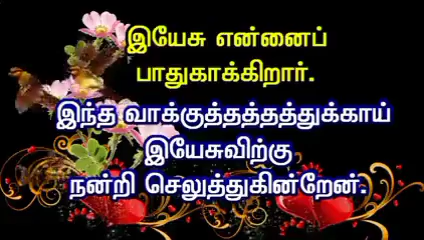 இயேசு என்னைப்
பாதுகாக்கிறார்.
இந்த வாக்குத்தத்தத்துக்காய்
இயேசுவிற்கு
நன்றி செலுத்துகின்றேன்.